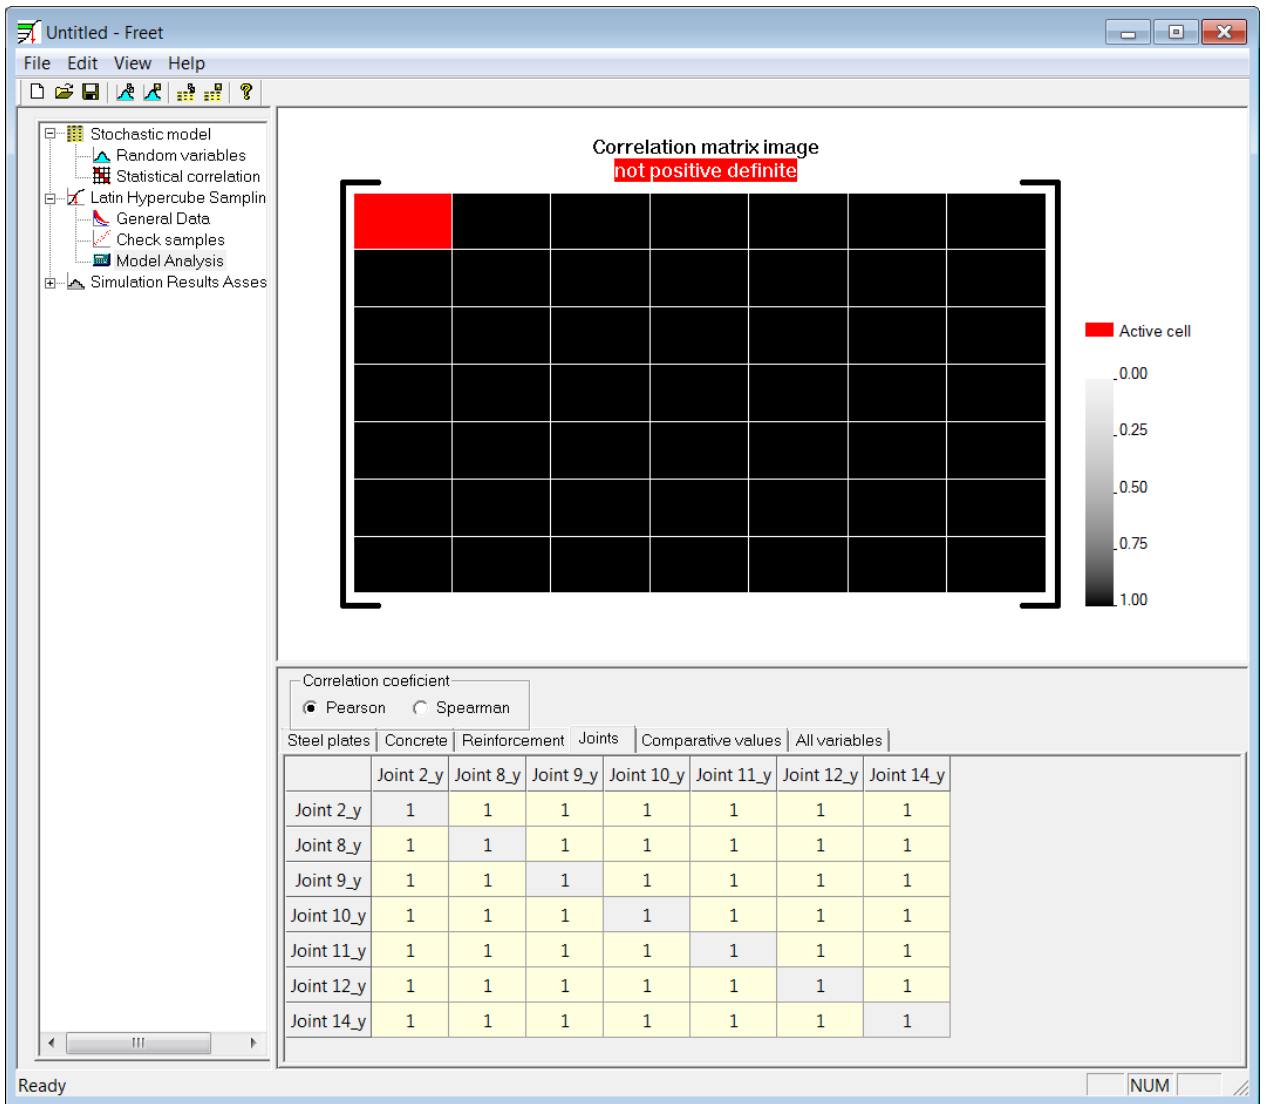 Untitled - Freet
File Edit View Help
Stochastic model
Random variables
Statistical correlation
Latin Hypercube Samplin
General Data
Check samples
Model Analysis
Simulation Results Asses
Correlation matrix image
not positive definite
Active cell
0.00
0.25
0.50
0.75
1.00
Correlation coeficient
Pearson Spearman
Steel plates Concrete Reinforcement Joints Comparative values All variables
Joint 2_y Joint 8_y Joint 9_y Joint 10_y Joint 11_y Joint 12_y Joint 14_y
Joint 2_y 1 1 1 1 1 1 1
Joint 8_y 1 1 1 1 1 1 1
Joint 9_y 1 1 1 1 1 1 1
Joint 10_y 1 1 1 1 1 1 1
Joint 11_y 1 1 1 1 1 1 1
Joint 12_y 1 1 1 1 1 1 1
Joint 14_y 1 1 1 1 1 1 1
Ready NUM